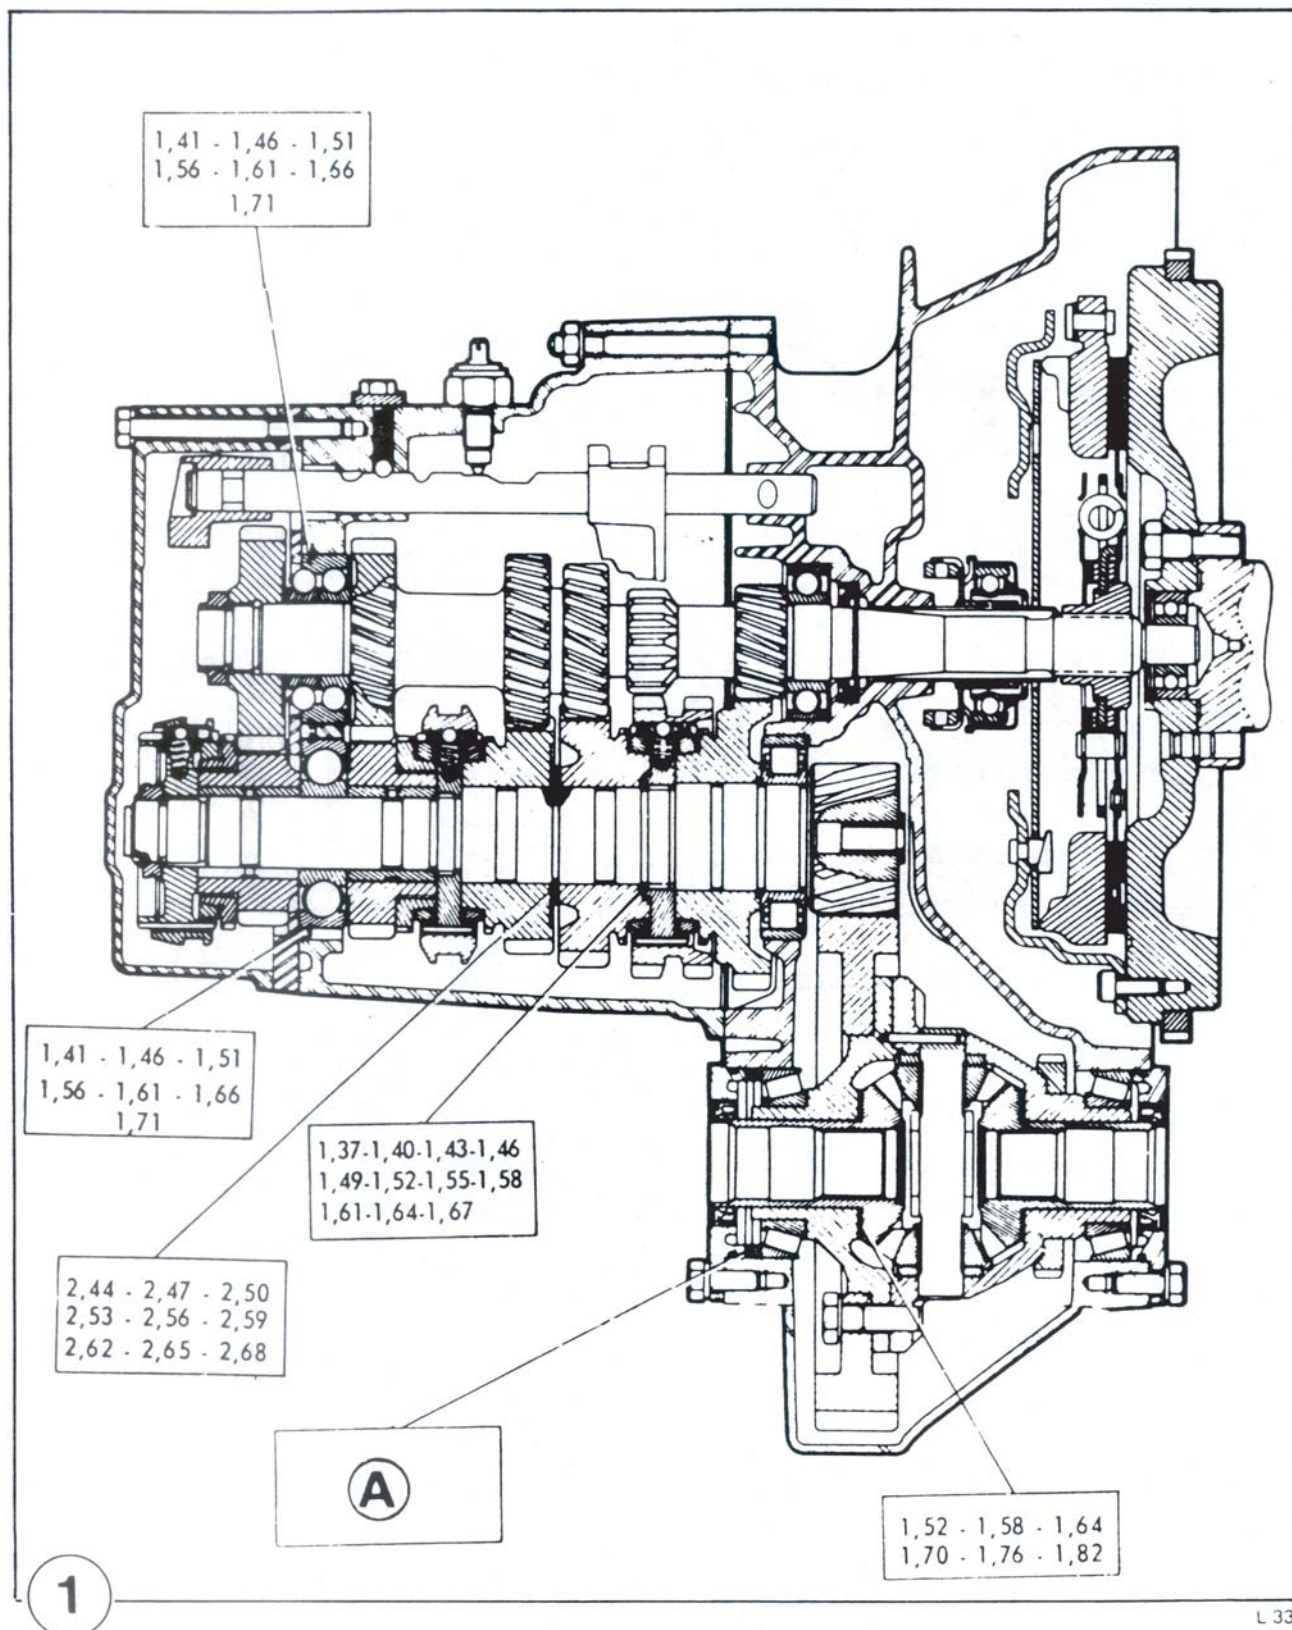 1,41 - 1,46 - 1,51
1,56 - 1,61 - 1,66
1,71
1,41 - 1,46 - 1,51
1,56 - 1,61 - 1,66
1,71
1,37-1,40-1,43-1,46
1,49-1,52-1,55-1,58
1,61-1,64-1,67
2,44 - 2,47 - 2,50
2,53 - 2,56 - 2,59
2,62 - 2,65 - 2,68
A
1,52 - 1,58 - 1,64
1,70 - 1,76 - 1,82
1
L 33